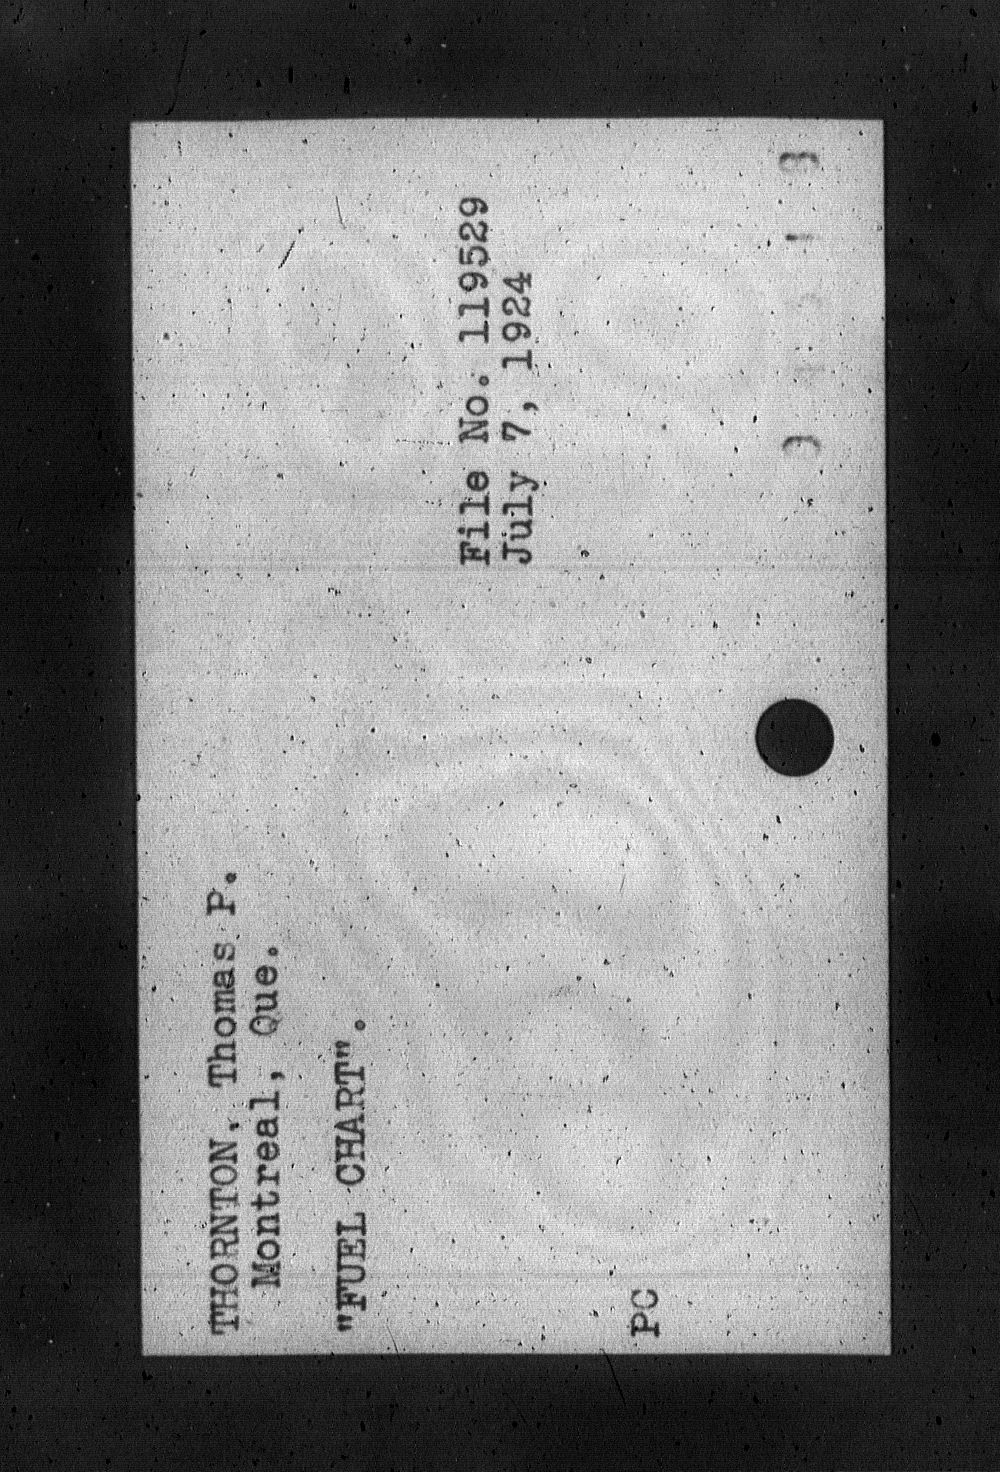 THORNTON, Thomas P.
Montreal, Que.
"FUEL CHART".
File No. 119529
July 7, 1924
PC